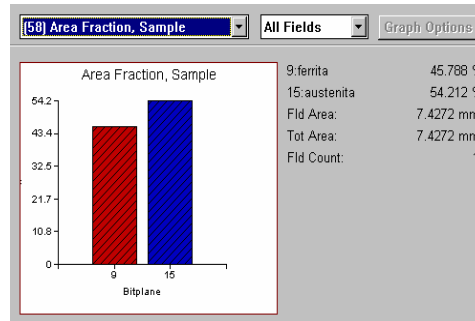 (58) Area Fraction, Sample All Fields Graph Options
Area Fraction, Sample
9:ferrita 45.788 %
15:austenita 54.212 %
Fld Area: 7.4272 mm
Tot Area: 7.4272 mm
Fld Count:
54.2
43.4
32.5
21.7
10.8
0
9 15
Bitplane